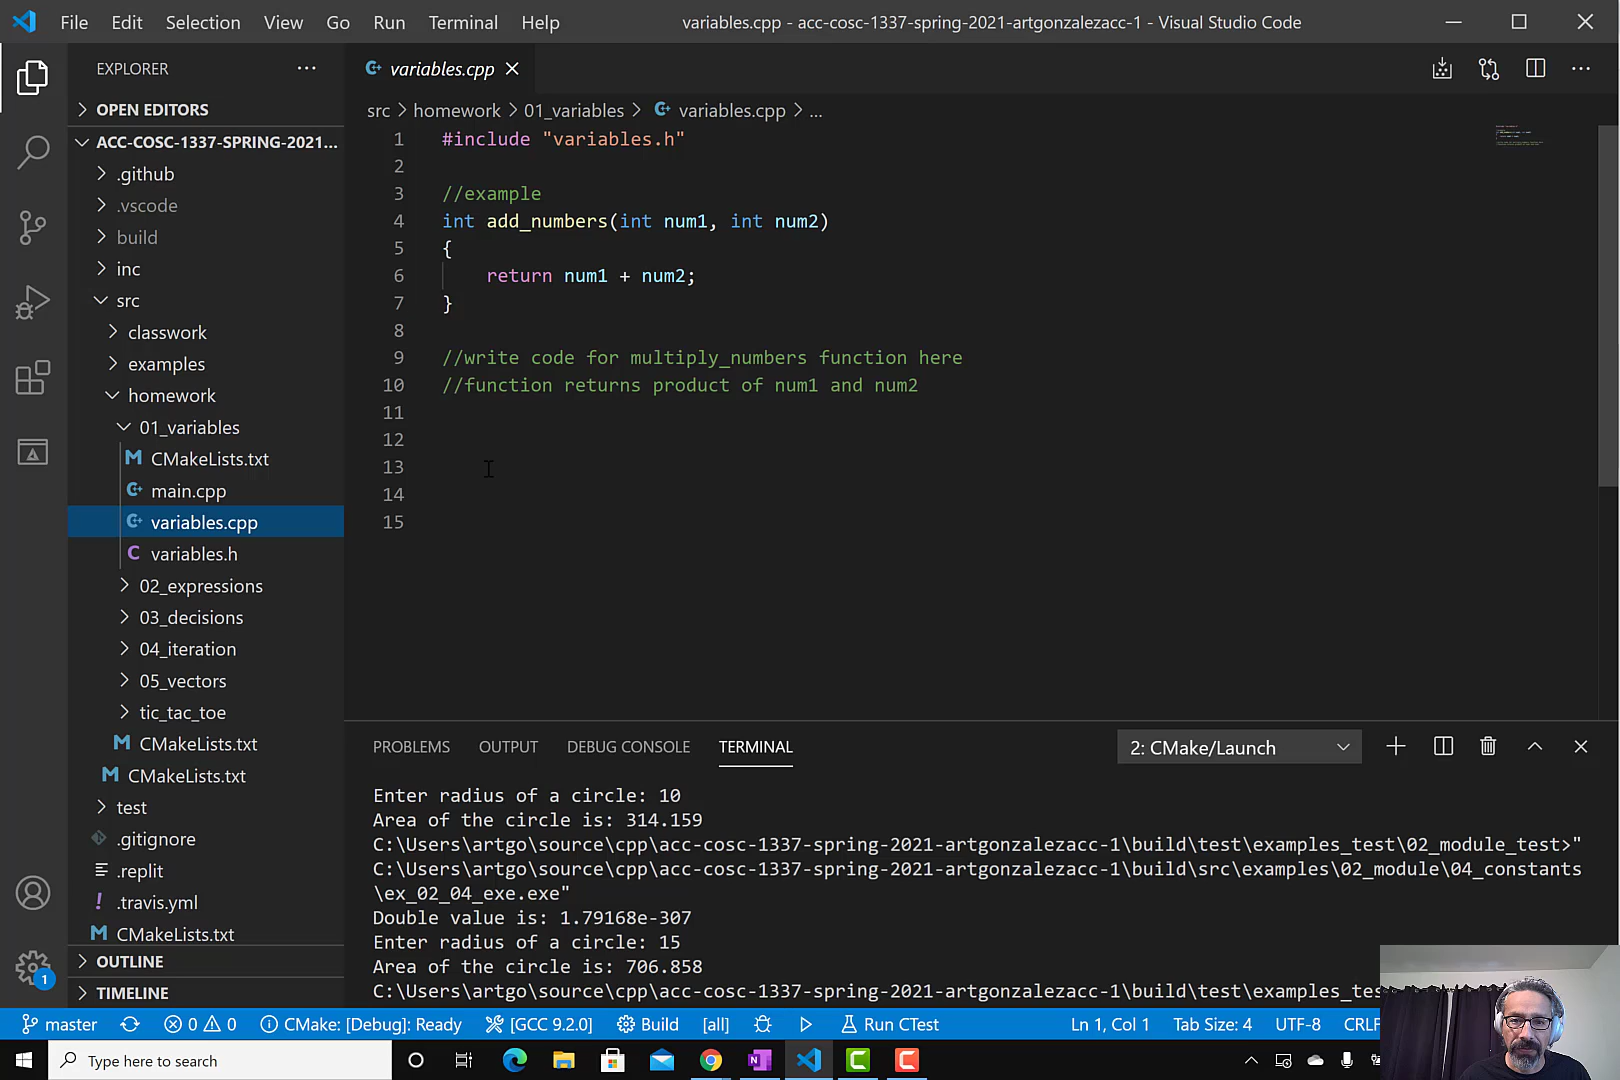 File Edit Selection View Go Run Terminal Help
variables.cpp - acc-cosc-1337-spring-2021-artgonzalezacc-1 - Visual Studio Code
EXPLORER
OPEN EDITORS
ACC-COSC-1337-SPRING-2021...
.github
.vscode
build
inc
src
classwork
examples
homework
01_variables
CMakeLists.txt
main.cpp
variables.cpp
variables.h
02_expressions
03_decisions
04_iteration
05_vectors
tic_tac_toe
CMakeLists.txt
CMakeLists.txt
test
.gitignore
.replit
.travis.yml
CMakeLists.txt
OUTLINE
TIMELINE
1
variables.cpp
src > homework > 01_variables > variables.cpp > ...
1 #include "variables.h"
2
3 //example
4 int add_numbers(int num1, int num2)
5 {
6 return num1 + num2;
7 }
8
9 //write code for multiply_numbers function here
10 //function returns product of num1 and num2
11
12
13
14
15
PROBLEMS OUTPUT DEBUG CONSOLE TERMINAL
2: CMake/Launch
Enter radius of a circle: 10
Area of the circle is: 314.159
C:\Users\artgo\source\cpp\acc-cosc-1337-spring-2021-artgonzalezacc-1\build\test\examples_test\02_module_test>"
C:\Users\artgo\source\cpp\acc-cosc-1337-spring-2021-artgonzalezacc-1\build\src\examples\02_module\04_constants
\ex_02_04_exe.exe"
Double value is: 1.79168e-307
Enter radius of a circle: 15
Area of the circle is: 706.858
C:\Users\artgo\source\cpp\acc-cosc-1337-spring-2021-artgonzalezacc-1\build\test\examples_tes
master 0 0 CMake: [Debug]: Ready [GCC 9.2.0] Build [all] Run CTest Ln 1, Col 1 Tab Size: 4 UTF-8 CRLF
Type here to search